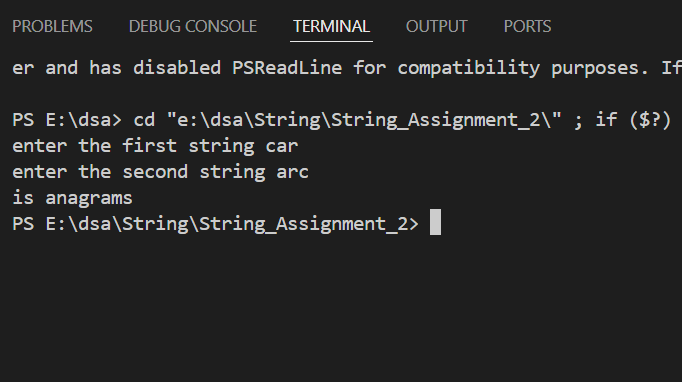 PROBLEMS DEBUG CONSOLE TERMINAL OUTPUT PORTS
er and has disabled PSReadLine for compatibility purposes. If
PS E:\dsa> cd "e:\dsa\String\String_Assignment_2\" ; if ($?)
enter the first string car
enter the second string arc
is anagrams
PS E:\dsa\String\String_Assignment_2>